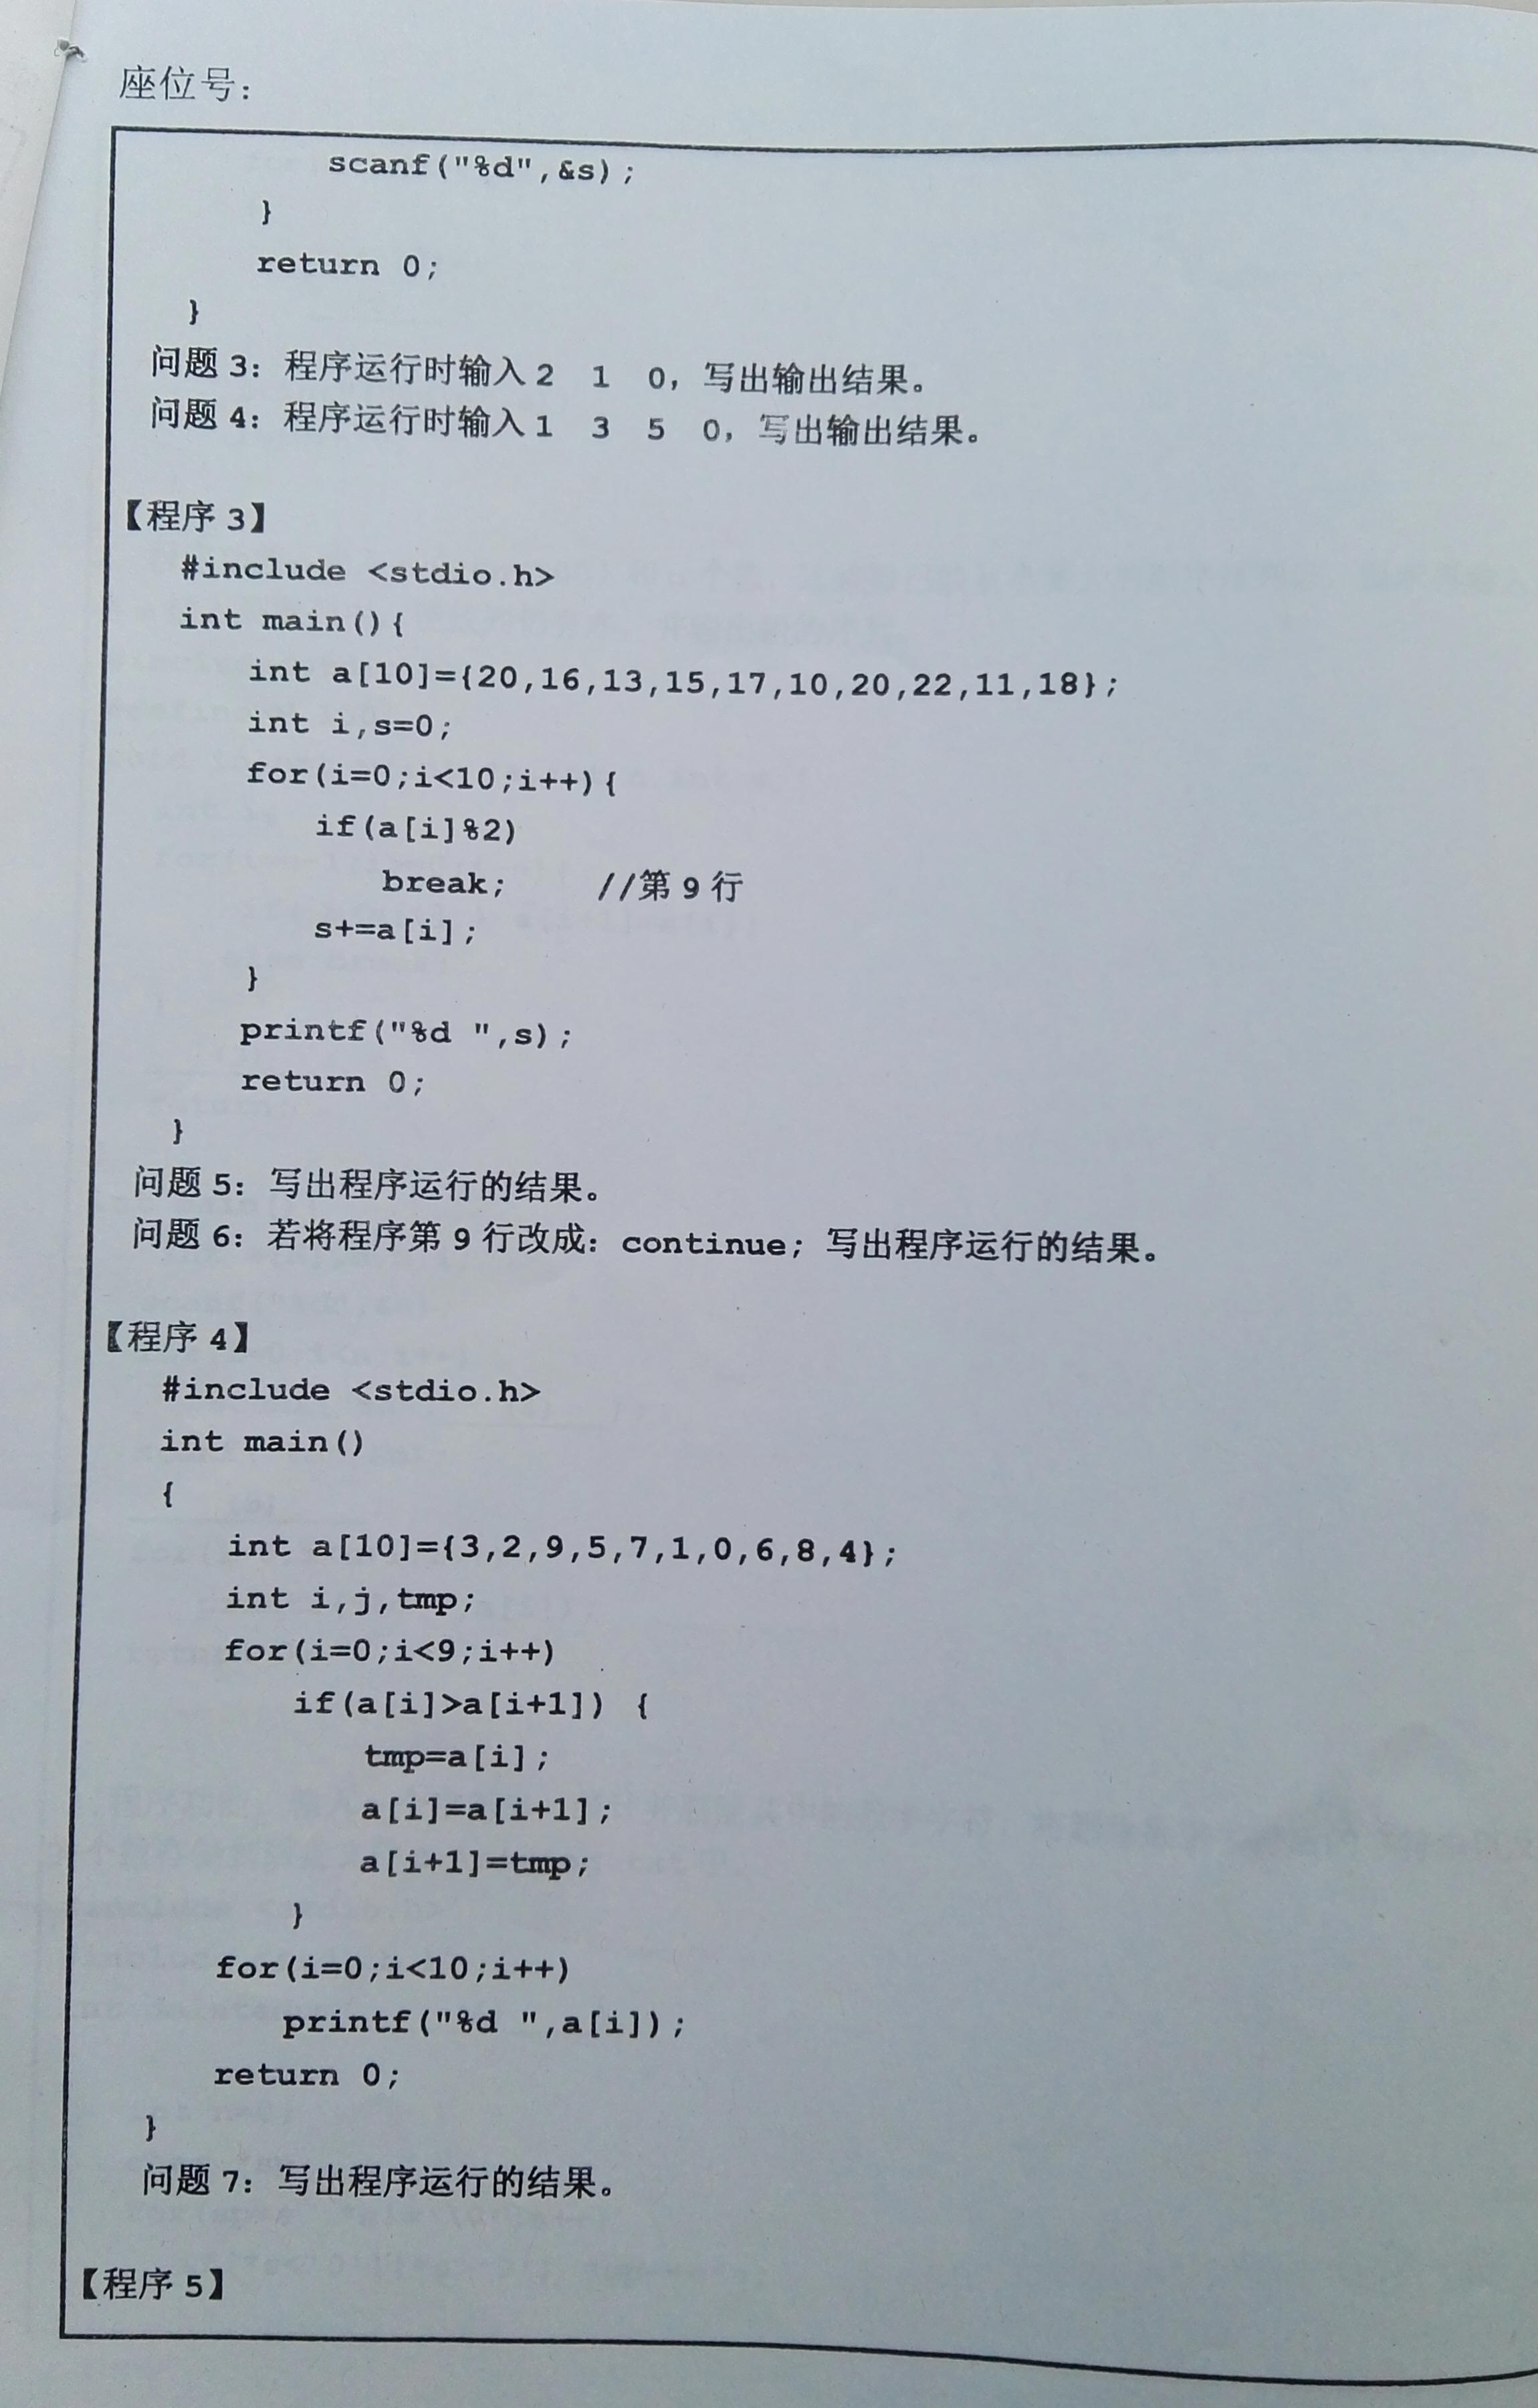 座位号：
scanf("%d",&s);
}
return 0;
}
问题3：程序运行时输入2 1 0，写出输出结果。
问题4：程序运行时输入1 3 5 0，写出输出结果。
【程序3】
#include <stdio.h>
int main(){
int a[10]={20,16,13,15,17,10,20,22,11,18};
int i,s=0;
for(i=0;i<10;i++){
if(a[i]%2)
break; //第9行
s+=a[i];
}
printf("%d ",s);
return 0;
}
问题5：写出程序运行的结果。
问题6：若将程序第9行改成：continue; 写出程序运行的结果。
【程序4】
#include <stdio.h>
int main()
{
int a[10]={3,2,9,5,7,1,0,6,8,4};
int i,j,tmp;
for(i=0;i<9;i++)
if(a[i]>a[i+1]) {
tmp=a[i];
a[i]=a[i+1];
a[i+1]=tmp;
}
for(i=0;i<10;i++)
printf("%d ",a[i]);
return 0;
}
问题7：写出程序运行的结果。
【程序5】